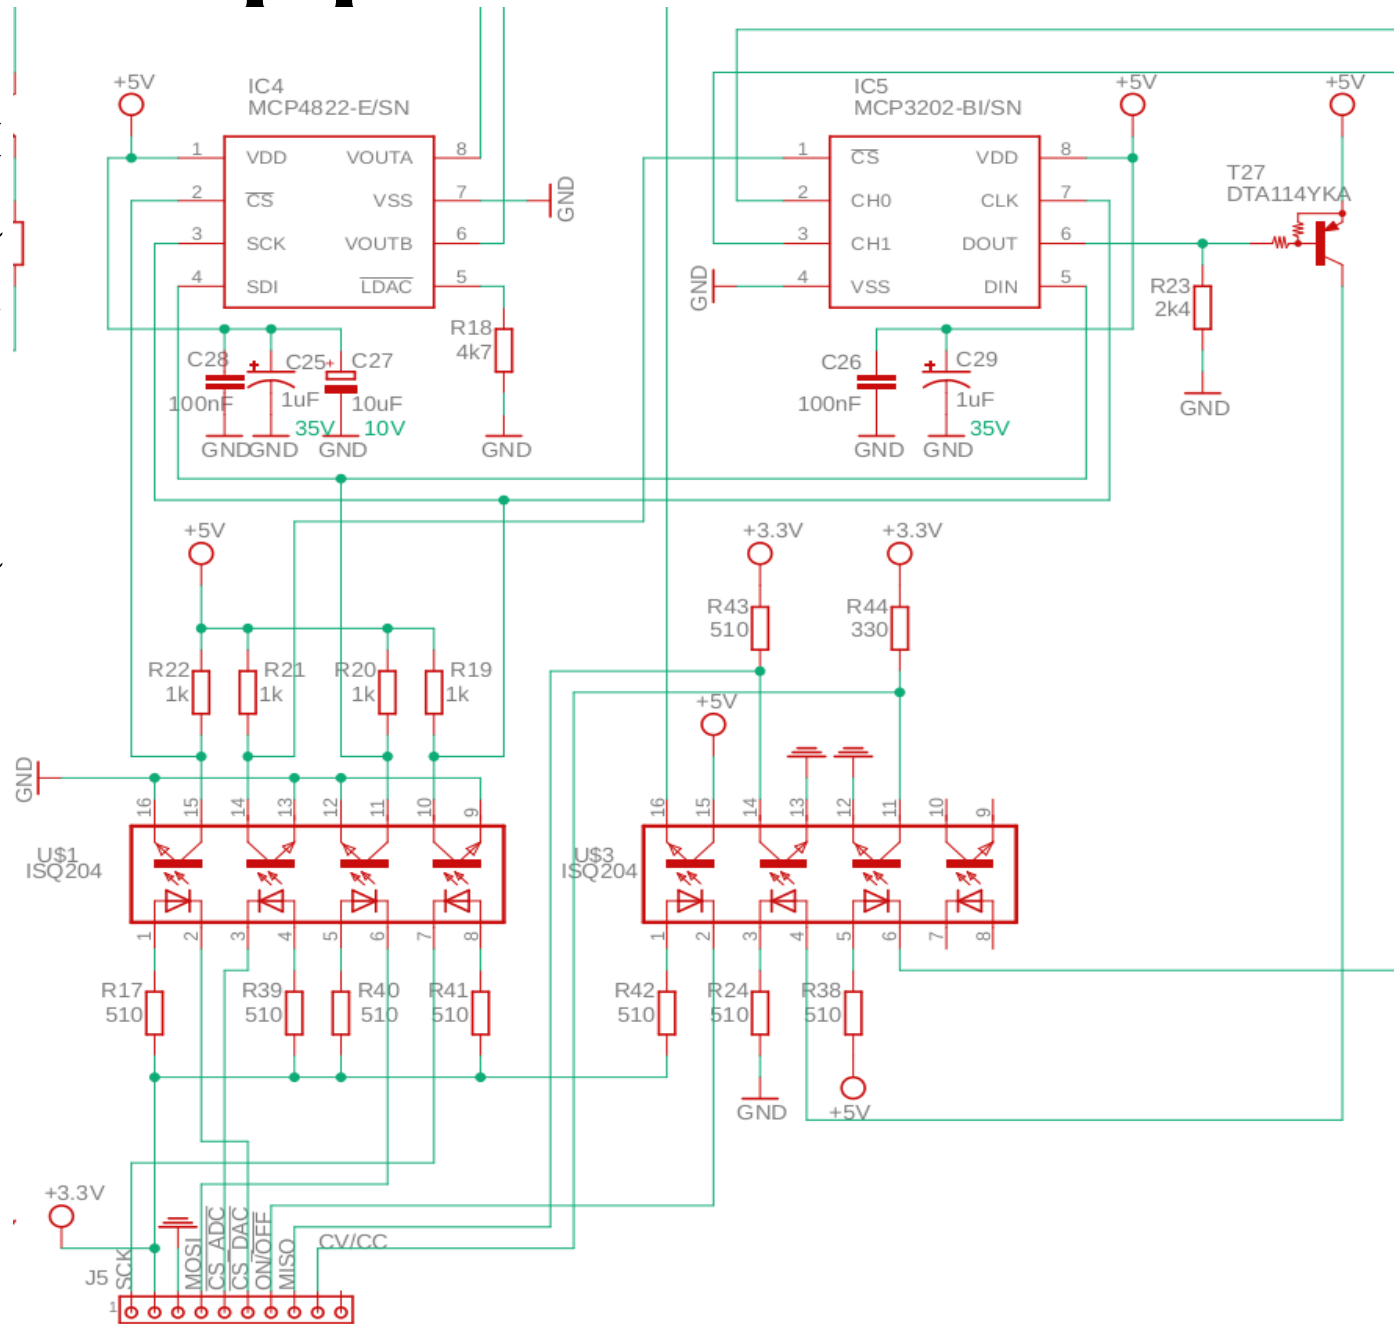 +5V
IC4
MCP4822-E/SN
1 VDD VOUTA 8
2 CS VSS 7 GND
3 SCK VOUTB 6
4 SDI LDAC 5
R18
4k7
C28
100nF
C25
1uF
35V
C27
10uF
10V
GND GND GND GND
IC5
MCP3202-BI/SN
+5V
+5V
1 CS VDD 8
2 CH0 CLK 7
3 CH1 DOUT 6
GND 4 VSS DIN 5
T27
DTA114YKA
R23
2k4
GND
C26
100nF
C29
1uF
35V
GND GND
+5V
+3.3V
+3.3V
R43
510
R44
330
R22
1k
R21
1k
R20
1k
R19
1k
+5V
GND
16 15 14 13 12 11 10 9
U$1
ISQ204
1 2 3 4 5 6 7 8
16 15 14 13 12 11 10 9
U$3
ISQ204
1 2 3 4 5 6 7 8
R17
510
R39
510
R40
510
R41
510
R42
510
R24
510
R38
510
GND
+5V
+3.3V
J5
1
SCK
MOSI
CS_ADC
CS_DAC
ON/OFF
MISO
CV/CC